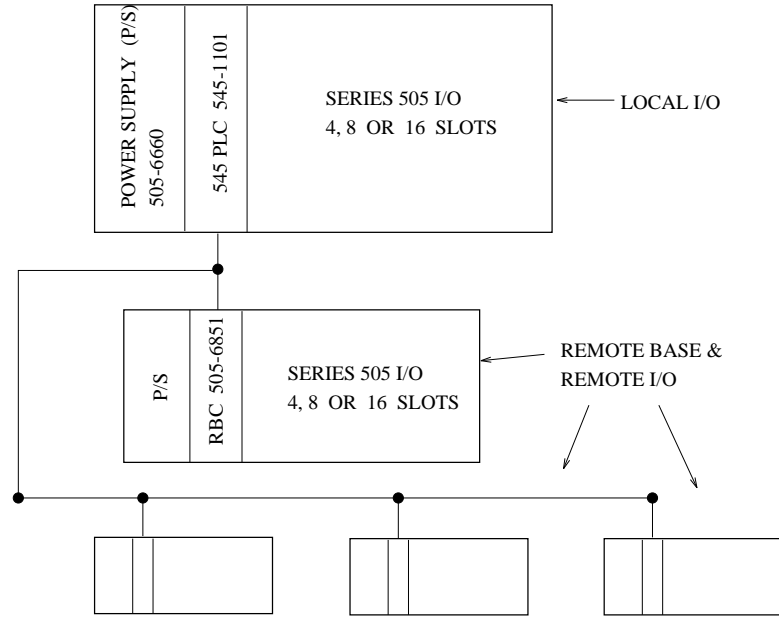 POWER SUPPLY (P/S)
505-6660
545 PLC 545-1101
SERIES 505 I/O
4, 8 OR 16 SLOTS
LOCAL I/O
P/S
RBC 505-6851
SERIES 505 I/O
4, 8 OR 16 SLOTS
REMOTE BASE &
REMOTE I/O